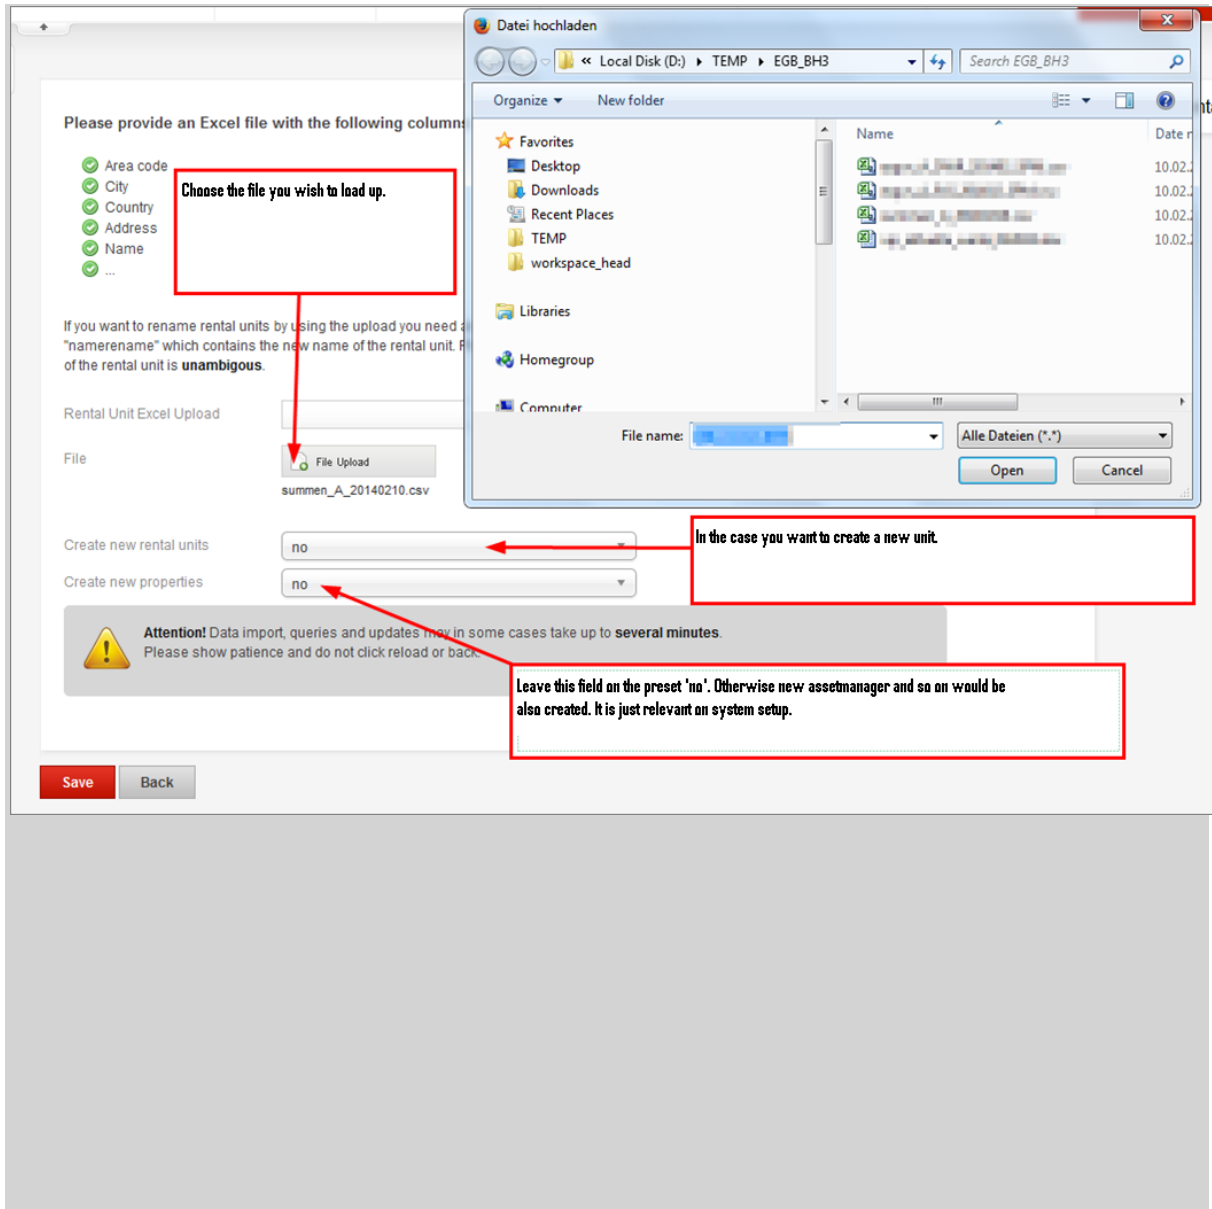 Datei hochladen
« Local Disk (D:) ▸ TEMP ▸ EGB_BH3
Search EGB_BH3
Organize
New folder
Please provide an Excel file with the following column
Area code
City
Country
Address
Name
...
Choose the file you wish to load up.
Favorites
Desktop
Downloads
Recent Places
TEMP
workspace_head
Libraries
Homegroup
Computer
Name
Date
10.02.
10.02.
10.02.
10.02.
File name:
Alle Dateien (*.*)
Open
Cancel
If you want to rename rental units by using the upload you need
"namerename" which contains the new name of the rental unit.
of the rental unit is unambigous.
Rental Unit Excel Upload
File
File Upload
summen_A_20140210.csv
Create new rental units
no
In the case you want to create a new unit.
Create new properties
no
Attention! Data import, queries and updates may in some cases take up to several minutes.
Please show patience and do not click reload or back.
Leave this field on the preset 'no'. Otherwise new assetmanager and so on would be
also created. It is just relevant on system setup.
Save
Back